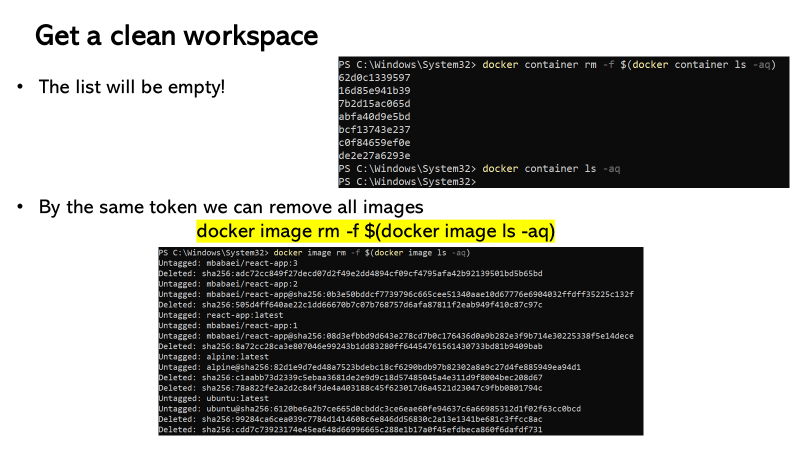 Get a clean workspace
• The list will be empty!
PS C:\Windows\System32> docker container rm -f $(docker container ls -aq)
62d0c1339597
16d85e941b39
7b2d15ac065d
abfa40d9e5bd
bcf13743e237
c0f84659ef0e
de2e27a6293e
PS C:\Windows\System32> docker container ls -aq
PS C:\Windows\System32>
• By the same token we can remove all images
docker image rm -f $(docker image ls -aq)
PS C:\Windows\System32> docker image rm -f $(docker image ls -aq)
Untagged: mbabaei/react-app:3
Deleted: sha256:adc72cc849f27decd07d2f49e2dd4894cf09cf4795afa42b92139501bd5b65bd
Untagged: mbabaei/react-app:2
Untagged: mbabaei/react-app@sha256:0b3e50bddcf7739796c665cee51340aae10d67776e6904032ffdff35225c132f
Deleted: sha256:505d4ff640ae22c1dd66670b7c07b768757d6afa87811f2eab949f410c87c97c
Untagged: react-app:latest
Untagged: mbabaei/react-app:1
Untagged: mbabaei/react-app@sha256:08d3efbbd9d643e278cd7b0c176436d0a9b282e3f9b714e30225338f5e14dece
Deleted: sha256:8a72cc28ca3e807046e99243b1dd83280ff64454761561430733bd81b9409bab
Untagged: alpine:latest
Untagged: alpine@sha256:82d1e9d7ed48a7523bdebc18cf6290bdb97b82302a8a9c27d4fe885949ea94d1
Deleted: sha256:c1aabb73d2339c5ebaa3681de2e9d9c18d57485045a4e311d9f8004bec208d67
Deleted: sha256:78a822fe2a2d2c84f3de4a403188c45f623017d6a4521d23047c9fbb0801794c
Untagged: ubuntu:latest
Untagged: ubuntu@sha256:6120be6a2b7ce665d0cbddc3ce6eae60fe94637c6a66985312d1f02f63cc0bcd
Deleted: sha256:99284ca6cea039c7784d1414608c6e846dd56830c2a13e1341be681c3ffcc8ac
Deleted: sha256:cdd7c73923174e45ea648d66996665c288e1b17a0f45efdbeca860f6dafdf731